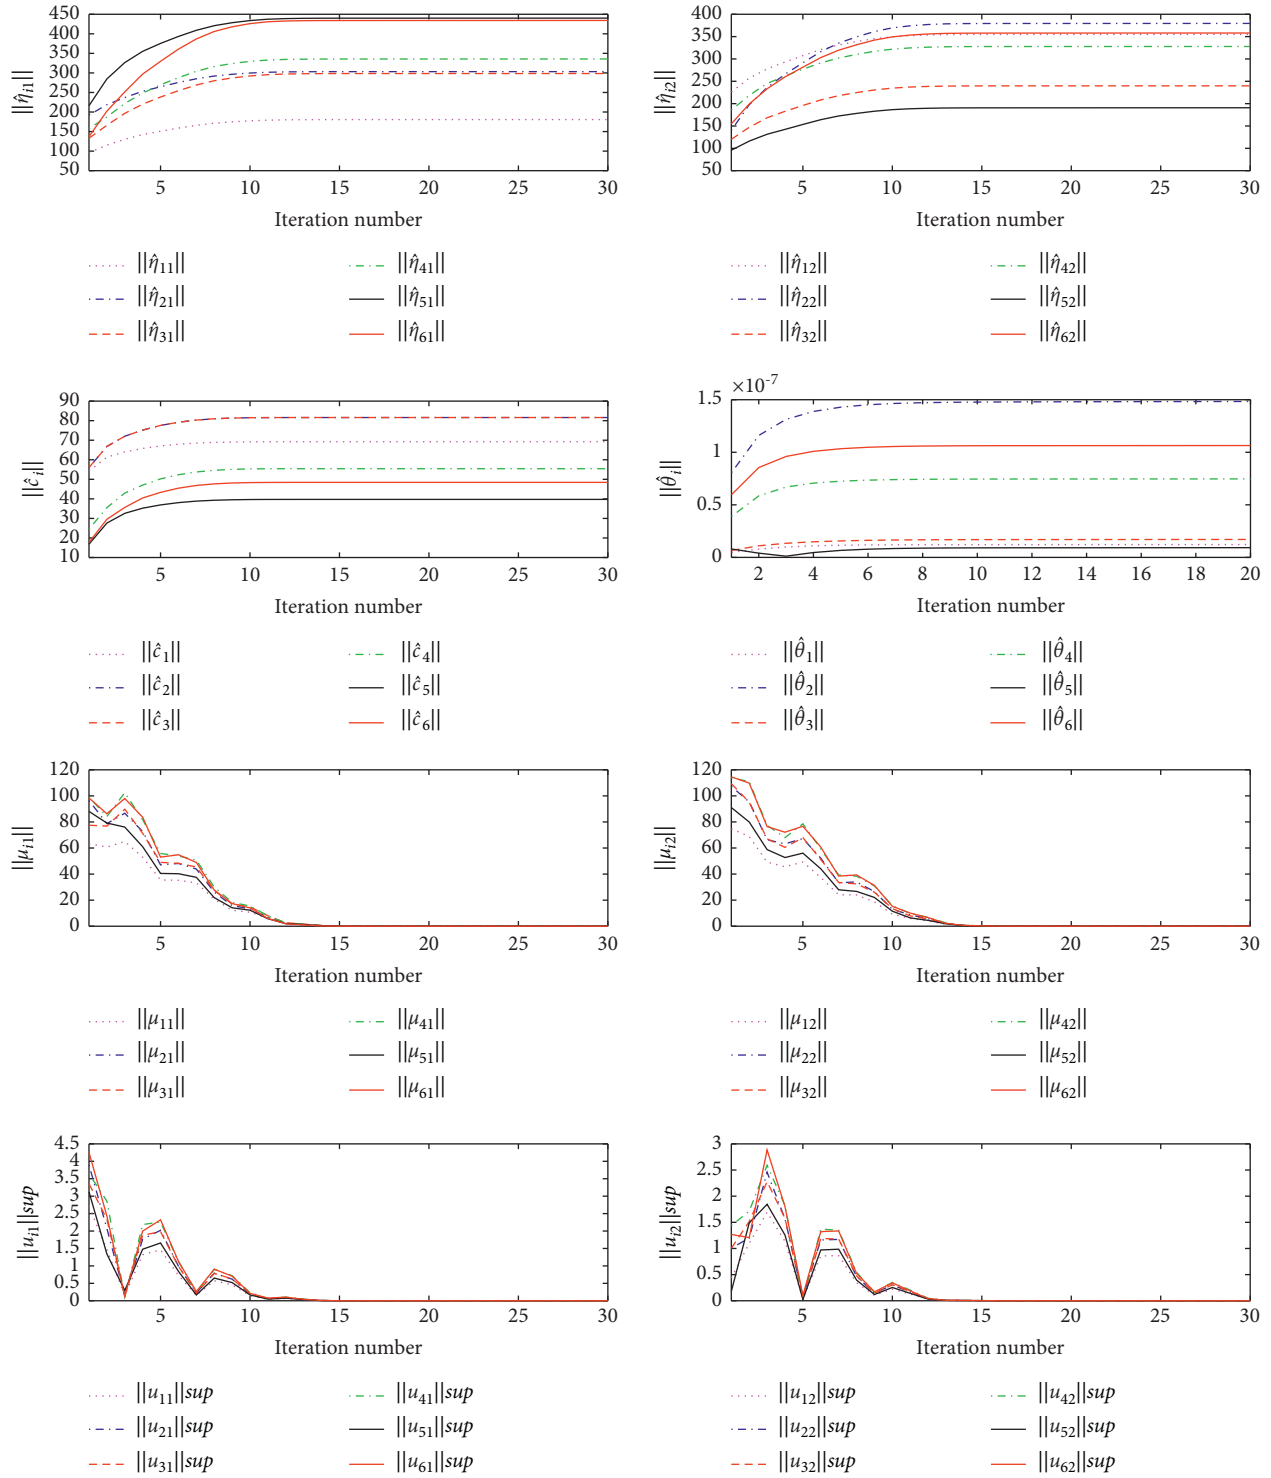 450
400
350
300
250
200
150
100
50
||η̂i1||
5 10 15 20 25 30
Iteration number
||η̂11|| ||η̂41||
||η̂21|| ||η̂51||
||η̂31|| ||η̂61||
400
350
300
250
200
150
100
50
||η̂i2||
5 10 15 20 25 30
Iteration number
||η̂12|| ||η̂42||
||η̂22|| ||η̂52||
||η̂32|| ||η̂62||
90
80
70
60
50
40
30
20
10
||ĉi||
5 10 15 20 25 30
Iteration number
||ĉ1|| ||ĉ4||
||ĉ2|| ||ĉ5||
||ĉ3|| ||ĉ6||
×10-7
1.5
1
0.5
0
||θ̂i||
2 4 6 8 10 12 14 16 18 20
Iteration number
||θ̂1|| ||θ̂4||
||θ̂2|| ||θ̂5||
||θ̂3|| ||θ̂6||
120
100
80
60
40
20
0
||μi1||
5 10 15 20 25 30
Iteration number
||μ11|| ||μ41||
||μ21|| ||μ51||
||μ31|| ||μ61||
120
100
80
60
40
20
0
||μi2||
5 10 15 20 25 30
Iteration number
||μ12|| ||μ42||
||μ22|| ||μ52||
||μ32|| ||μ62||
4.5
4
3.5
3
2.5
2
1.5
1
0.5
0
||ui1||sup
5 10 15 20 25 30
Iteration number
||u11||sup ||u41||sup
||u21||sup ||u51||sup
||u31||sup ||u61||sup
3
2.5
2
1.5
1
0.5
0
||ui2||sup
5 10 15 20 25 30
Iteration number
||u12||sup ||u42||sup
||u22||sup ||u52||sup
||u32||sup ||u62||sup